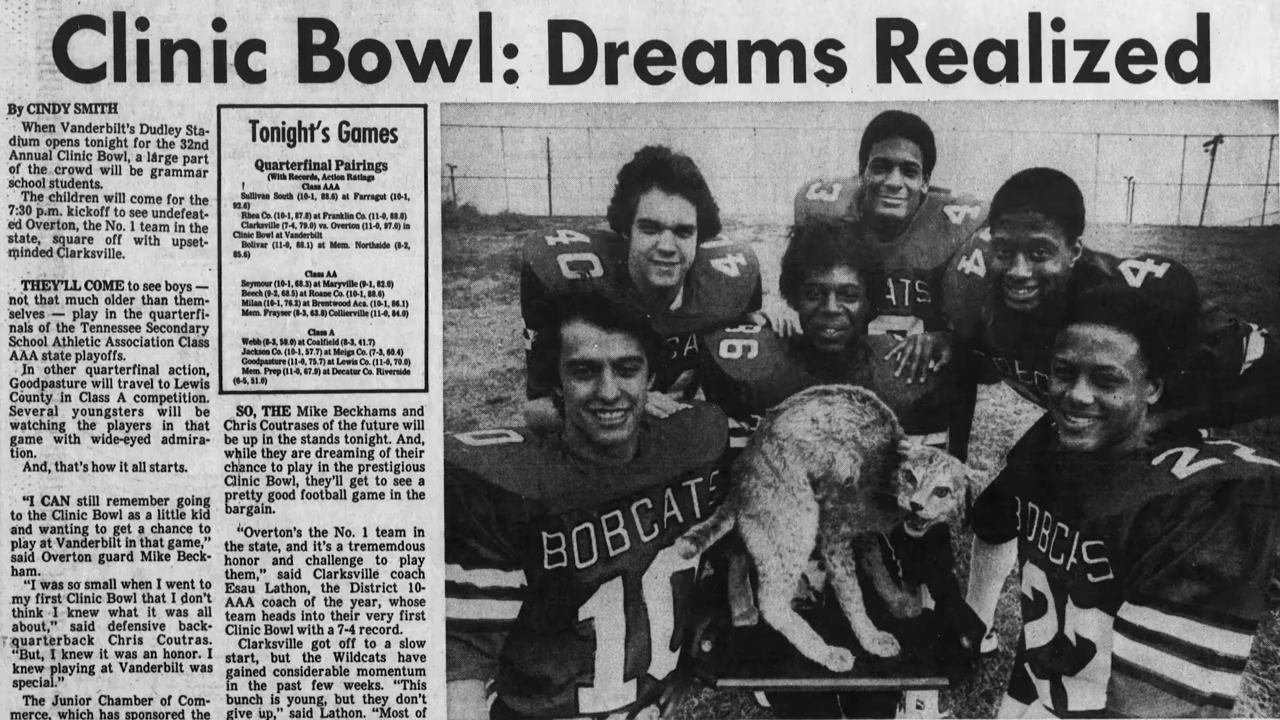 Clinic Bowl: Dreams Realized
By CINDY SMITH
When Vanderbilt's Dudley Sta-
dium opens tonight for the 32nd
Annual Clinic Bowl, a large part
of the crowd will be grammar
school students.
The children will come for the
7:30 p.m. kickoff to see undefeat-
ed Overton, the No. 1 team in the
state, square off with upset-
minded Clarksville.
THEY'LL COME to see boys —
not that much older than them-
selves — play in the quarterfi-
nals of the Tennessee Secondary
School Athletic Association Class
AAA state playoffs.
In other quarterfinal action,
Goodpasture will travel to Lewis
County in Class A competition.
Several youngsters will be
watching the players in that
game with wide-eyed admira-
tion.
And, that's how it all starts.
"I CAN still remember going
to the Clinic Bowl as a little kid
and wanting to get a chance to
play at Vanderbilt in that game,"
said Overton guard Mike Beck-
ham.
"I was so small when I went to
my first Clinic Bowl that I don't
think I knew what it was all
about," said defensive back-
quarterback Chris Coutras.
"But, I knew it was an honor. I
knew playing at Vanderbilt was
special."
The Junior Chamber of Com-
merce, which has sponsored the
Tonight's Games
Quarterfinal Pairings
(With Records, Action Ratings
Class AAA
Sullivan South (10-1, 88.6) at Farragut (10-1,
92.6)
Rhea Co. (10-1, 87.8) at Franklin Co. (11-0, 88.8)
Clarksville (7-4, 79.0) vs. Overton (11-0, 97.0) in
Clinic Bowl at Vanderbilt
Bolivar (11-0, 88.1) at Mem. Northside (8-2,
85.6)
Class AA
Seymour (10-1, 68.3) at Maryville (9-1, 82.0)
Beech (9-2, 68.5) at Roane Co. (10-1, 88.6)
Milan (10-1, 76.2) at Brentwood Aca. (10-1, 86.1)
Mem. Frayser (8-3, 63.8) Collierville (11-0, 84.0)
Class A
Webb (8-3, 58.0) at Coalfield (8-3, 41.7)
Jackson Co. (10-1, 57.7) at Meigs Co. (7-3, 60.4)
Goodpasture (11-0, 75.7) at Lewis Co. (11-0, 70.0)
Mem. Prep (11-0, 67.9) at Decatur Co. Riverside
(6-5, 51.0)
SO, THE Mike Beckhams and
Chris Coutrases of the future will
be up in the stands tonight. And,
while they are dreaming of their
chance to play in the prestigious
Clinic Bowl, they'll get to see a
pretty good football game in the
bargain.
"Overton's the No. 1 team in
the state, and it's a trememdous
honor and challenge to play
them," said Clarksville coach
Esau Lathon, the District 10-
AAA coach of the year, whose
team heads into their very first
Clinic Bowl with a 7-4 record.
Clarksville got off to a slow
start, but the Wildcats have
gained considerable momentum
in the past few weeks. "This
bunch is young, but they don't
give up," said Lathon. "Most of
BOBCATS
10